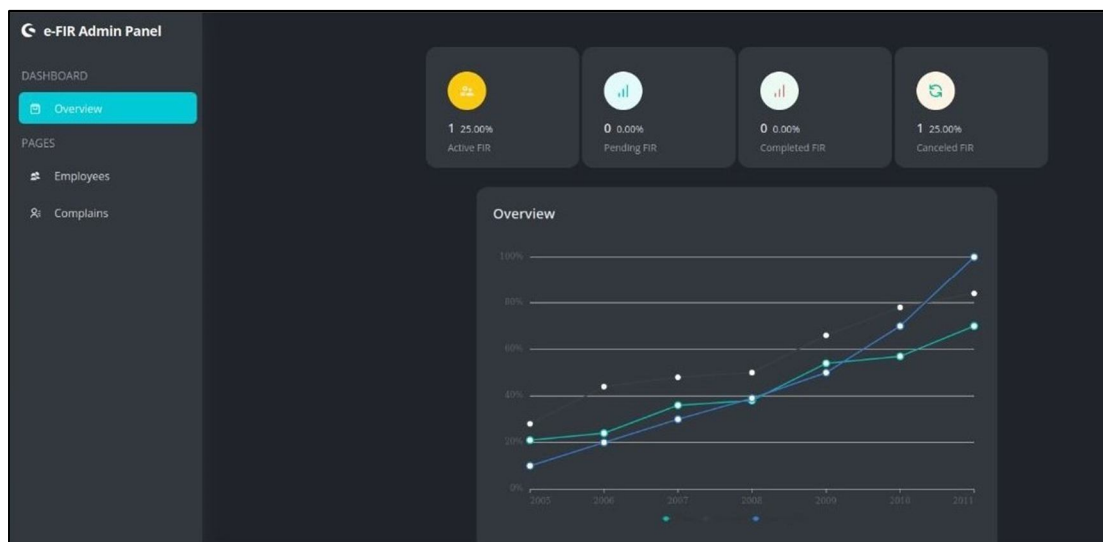 e-FIR Admin Panel
DASHBOARD
Overview
PAGES
Employees
Complains
1 25.00%
Active FIR
0 0.00%
Pending FIR
0 0.00%
Completed FIR
1 25.00%
Canceled FIR
Overview
100%
80%
60%
40%
20%
0%
2005 2006 2007 2008 2009 2010 2011